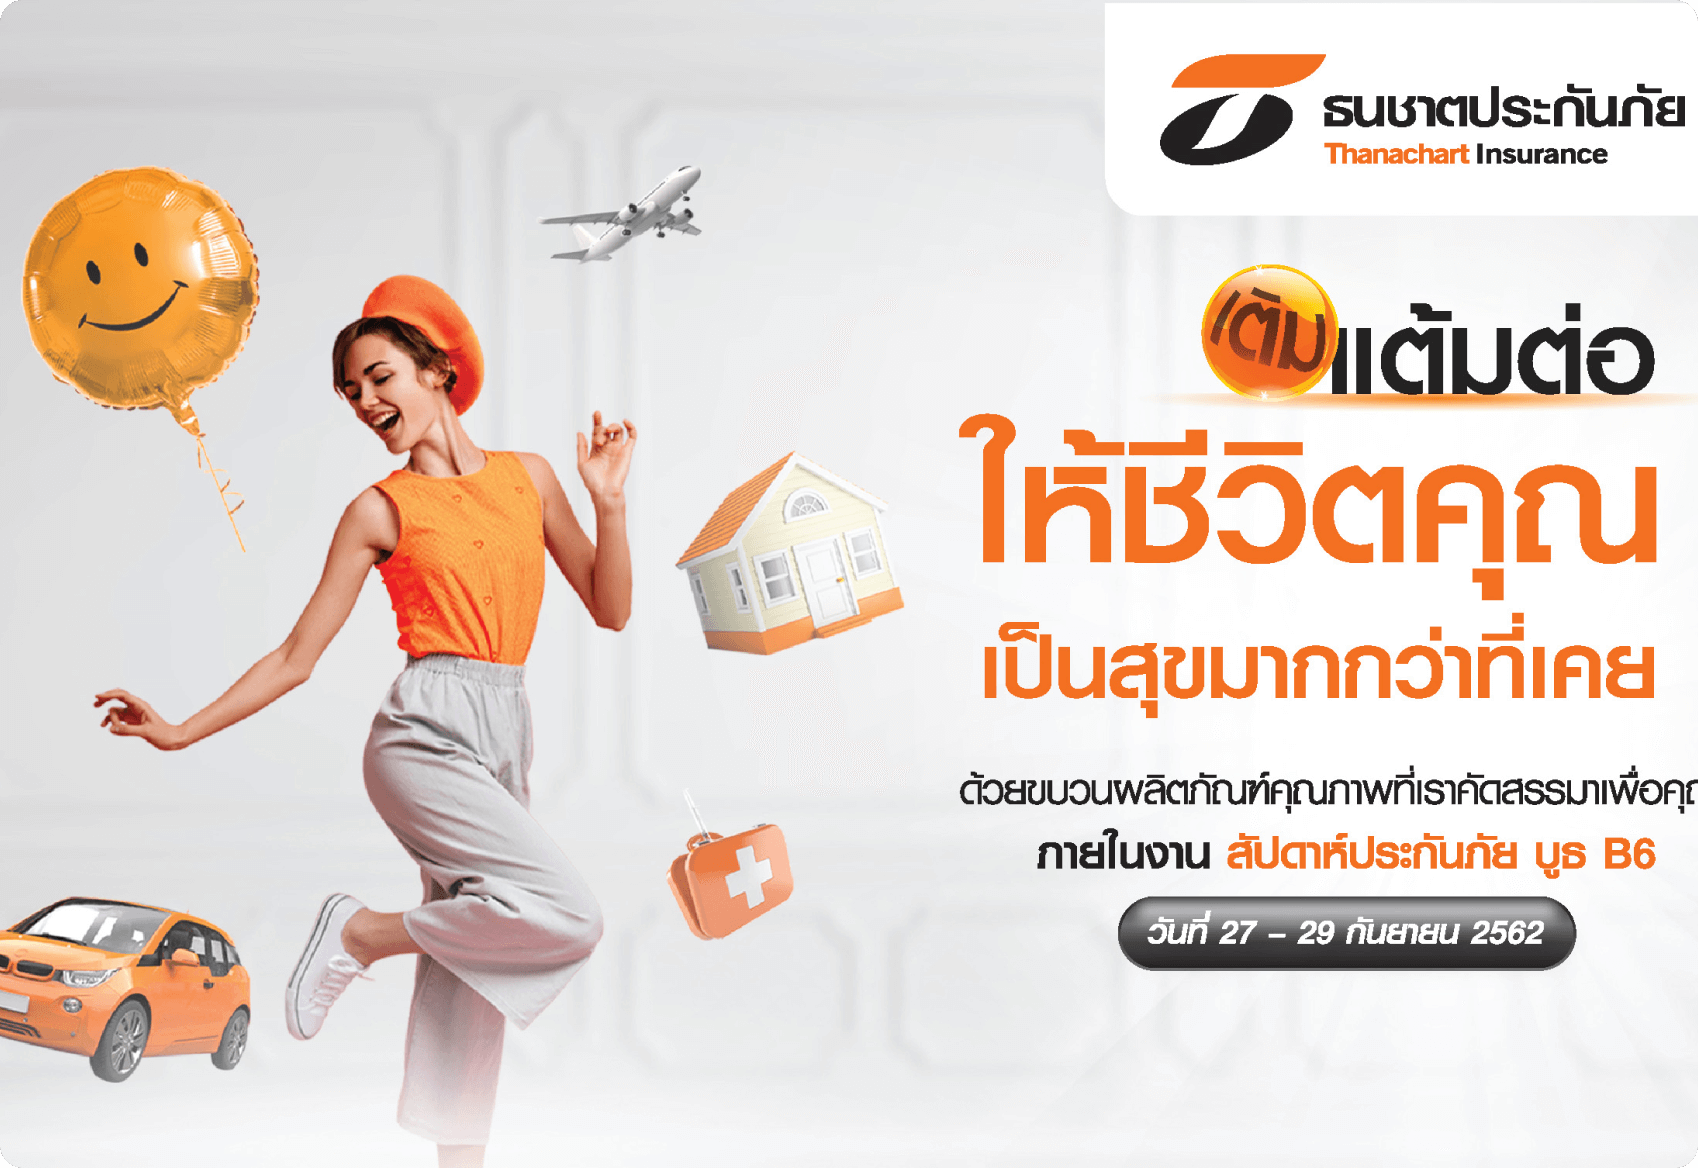 ธนชาตประกันภัย
Thanachart Insurance
เติมแต้มต่อ
ให้ชีวิตคุณ
เป็นสุขมากกว่าที่เคย
ด้วยขบวนผลิตภัณฑ์คุณภาพที่เราคัดสรรมาเพื่อคุณ
ภายในงาน สัปดาห์ประกันภัย บูธ B6
วันที่ 27 - 29 กันยายน 2562